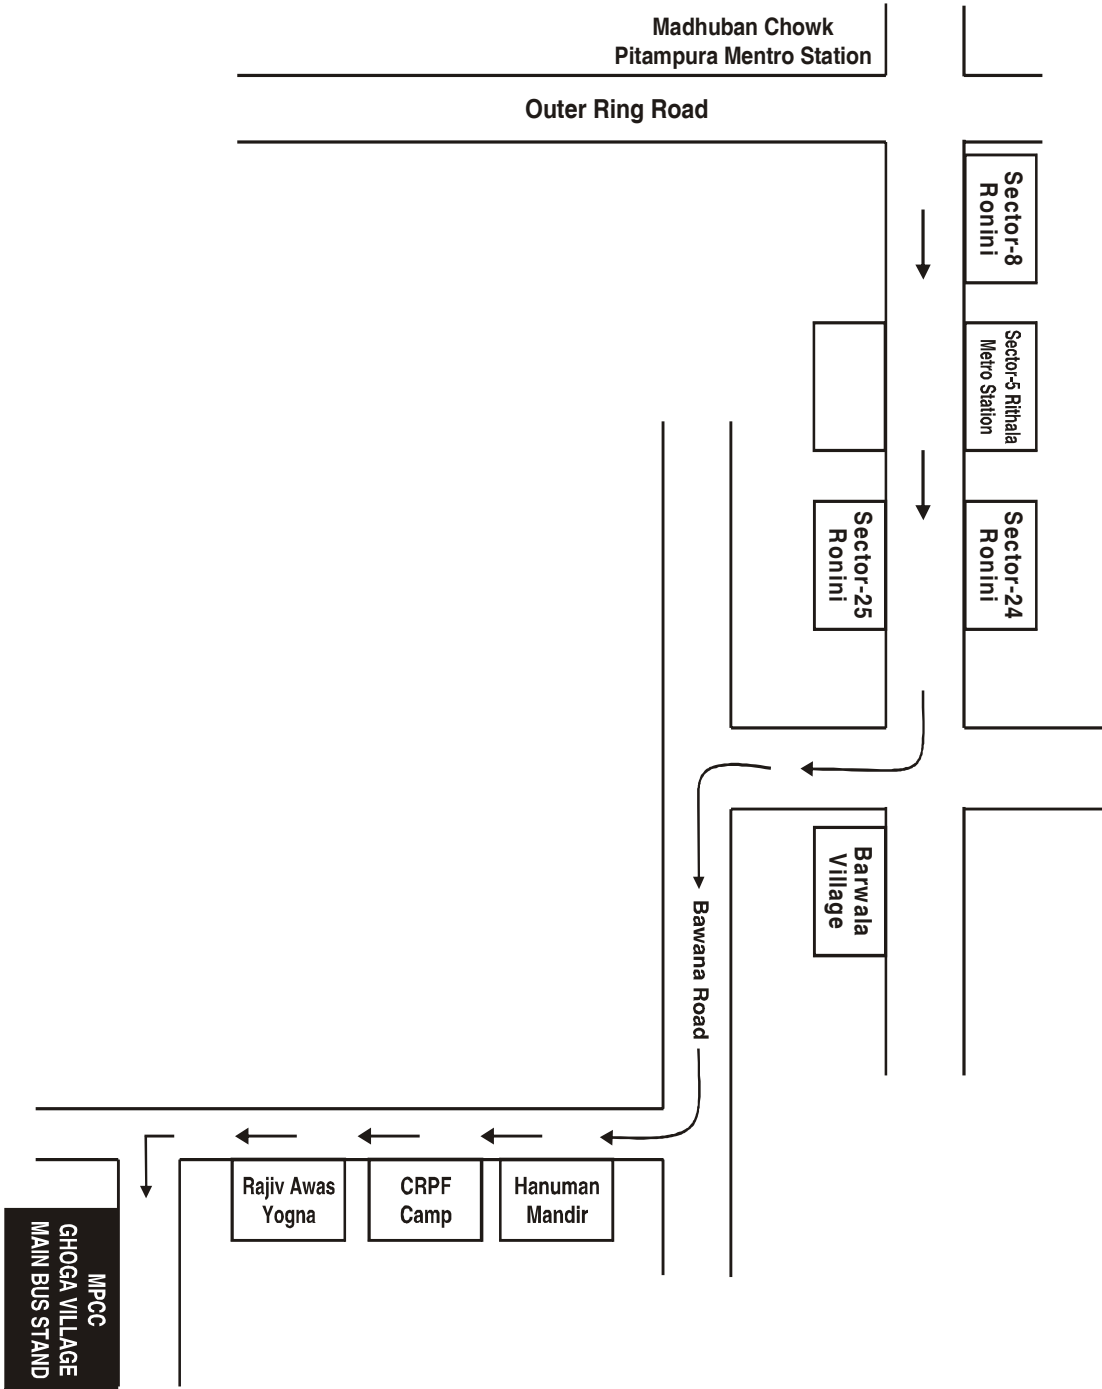 Madhuban Chowk
Pitampura Mentro Station
Outer Ring Road
Sector-8
Ronini
Sector-5 Rithala
Metro Station
Sector-25
Ronini
Sector-24
Ronini
Barwala
Village
Bawana Road
Rajiv Awas
Yogna
CRPF
Camp
Hanuman
Mandir
MPCC
GHOGA VILLAGE
MAIN BUS STAND